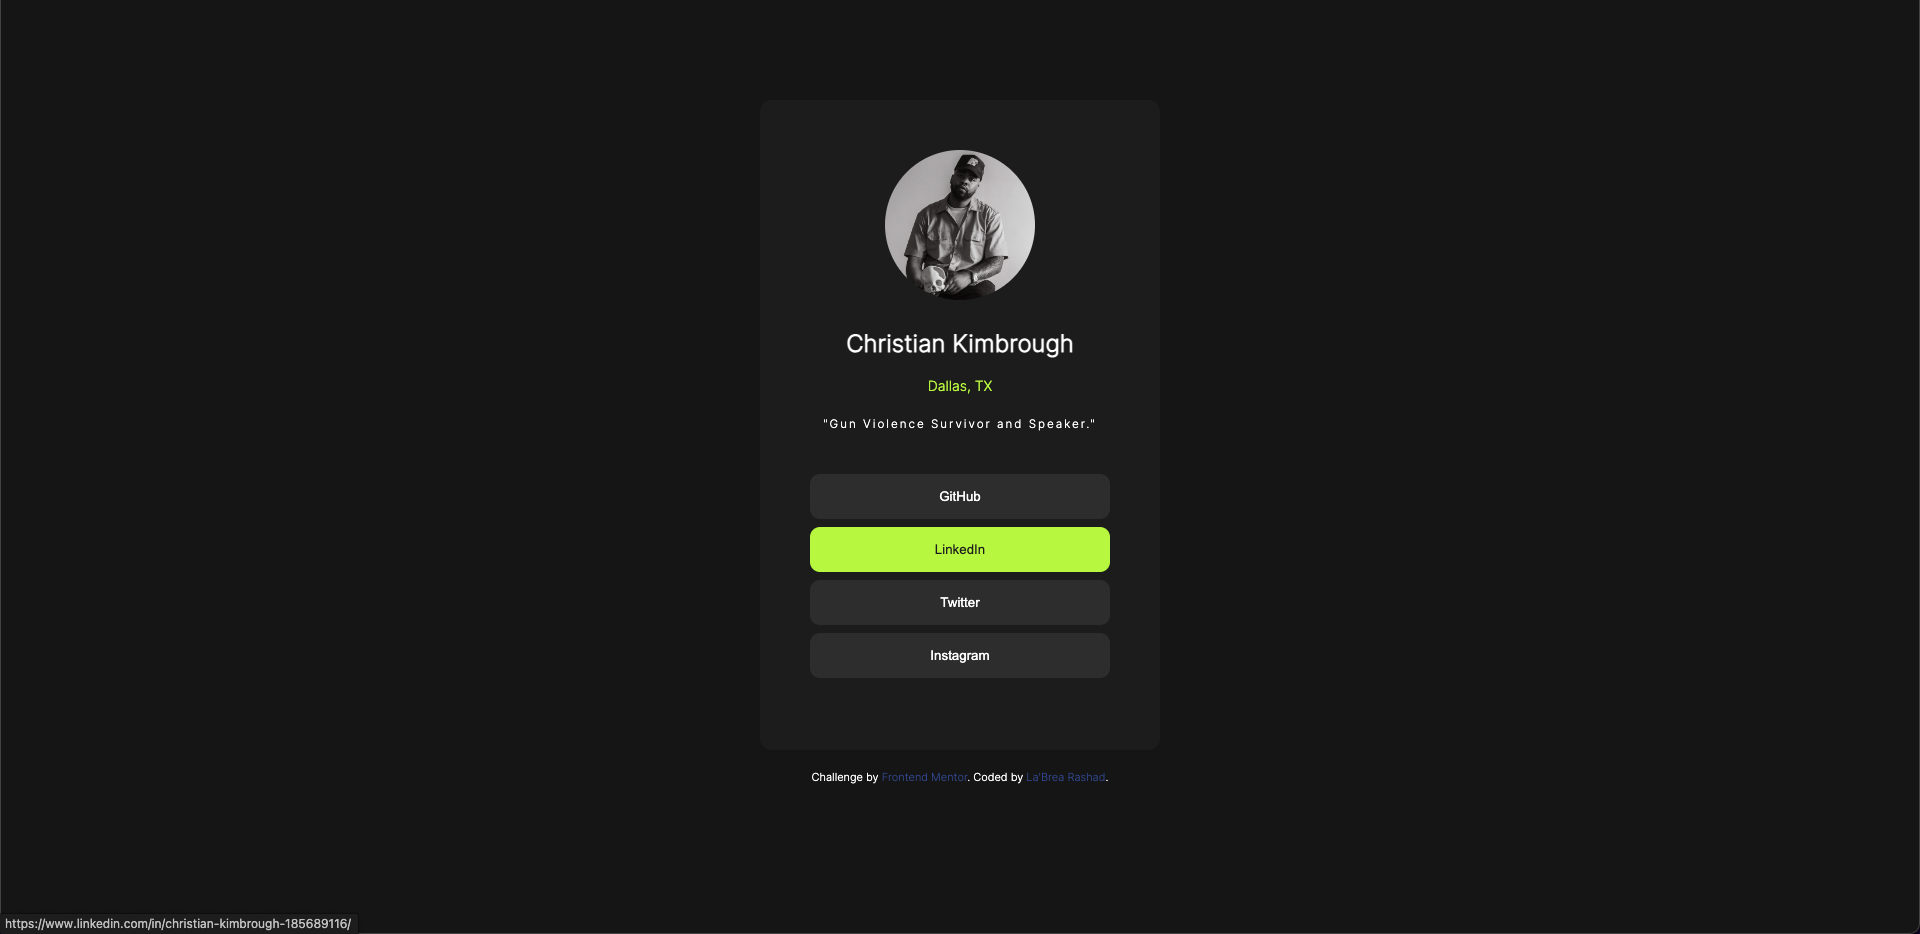 Christian Kimbrough
Dallas, TX
"Gun Violence Survivor and Speaker."
GitHub
LinkedIn
Twitter
Instagram
Challenge by Frontend Mentor. Coded by La'Brea Rashad.
https://www.linkedin.com/in/christian-kimbrough-185689116/